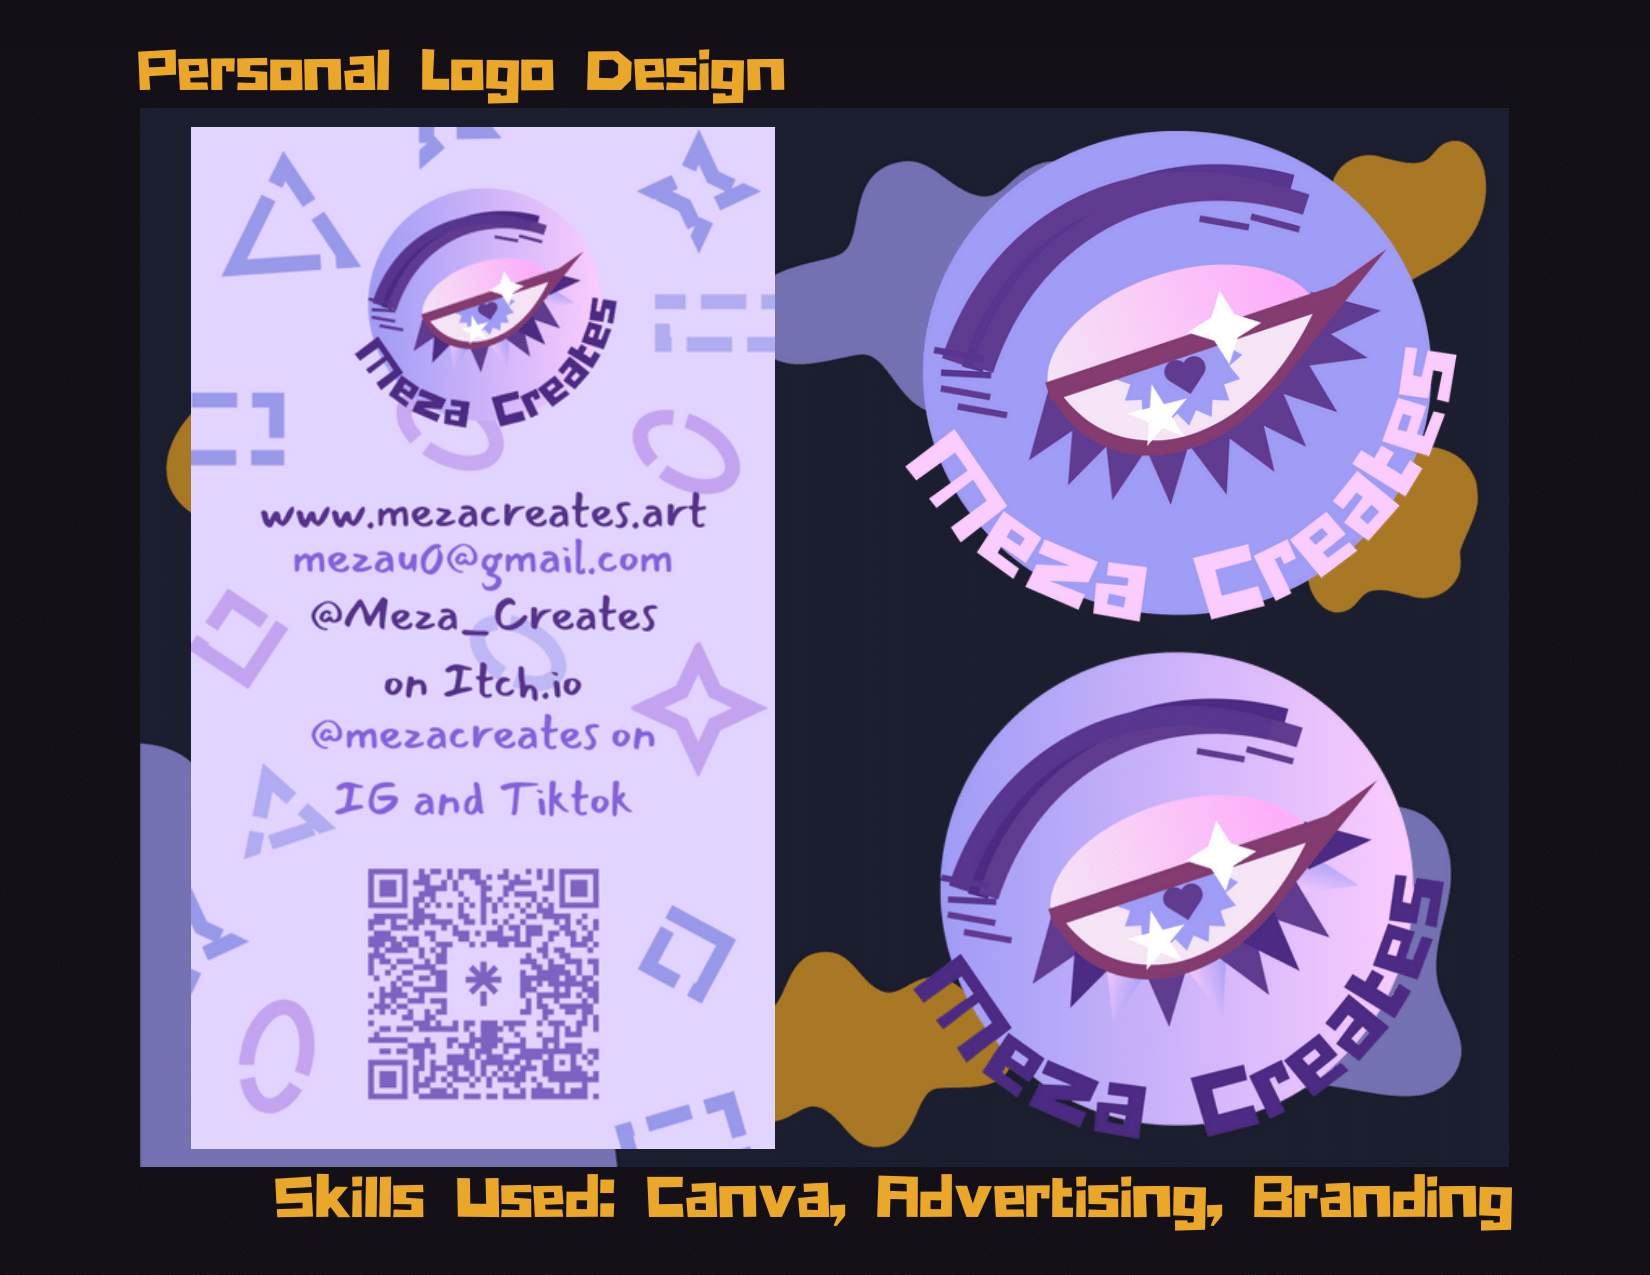 Personal Logo Design
Meza Creates
www.mezacreates.art
mezau0@gmail.com
@Meza_Creates
on Itch.io
@mezacreates on
IG and Tiktok
Meza Creates
Meza Creates
Skills Used: Canva, Advertising, Branding